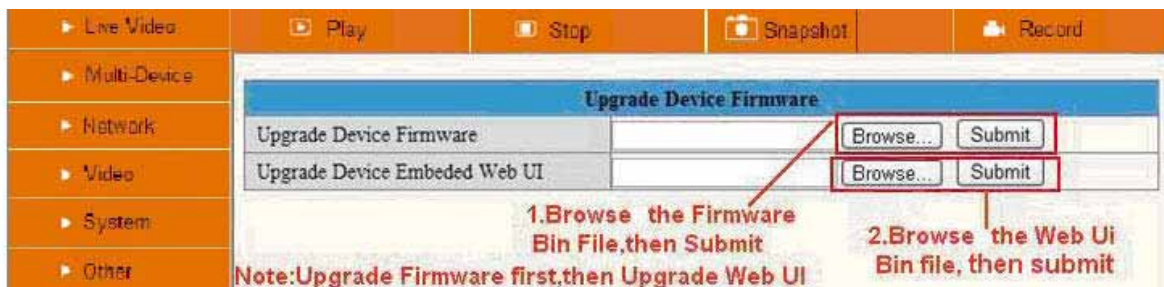 Live Video
Play
Stop
Snapshot
Record
Multi-Device
Network
Video
System
Other
Upgrade Device Firmware
Upgrade Device Firmware
Browse...
Submit
Upgrade Device Embeded Web UI
Browse...
Submit
1.Browse the Firmware
Bin File,then Submit
2.Browse the Web Ui
Bin file, then submit
Note:Upgrade Firmware first,then Upgrade Web UI